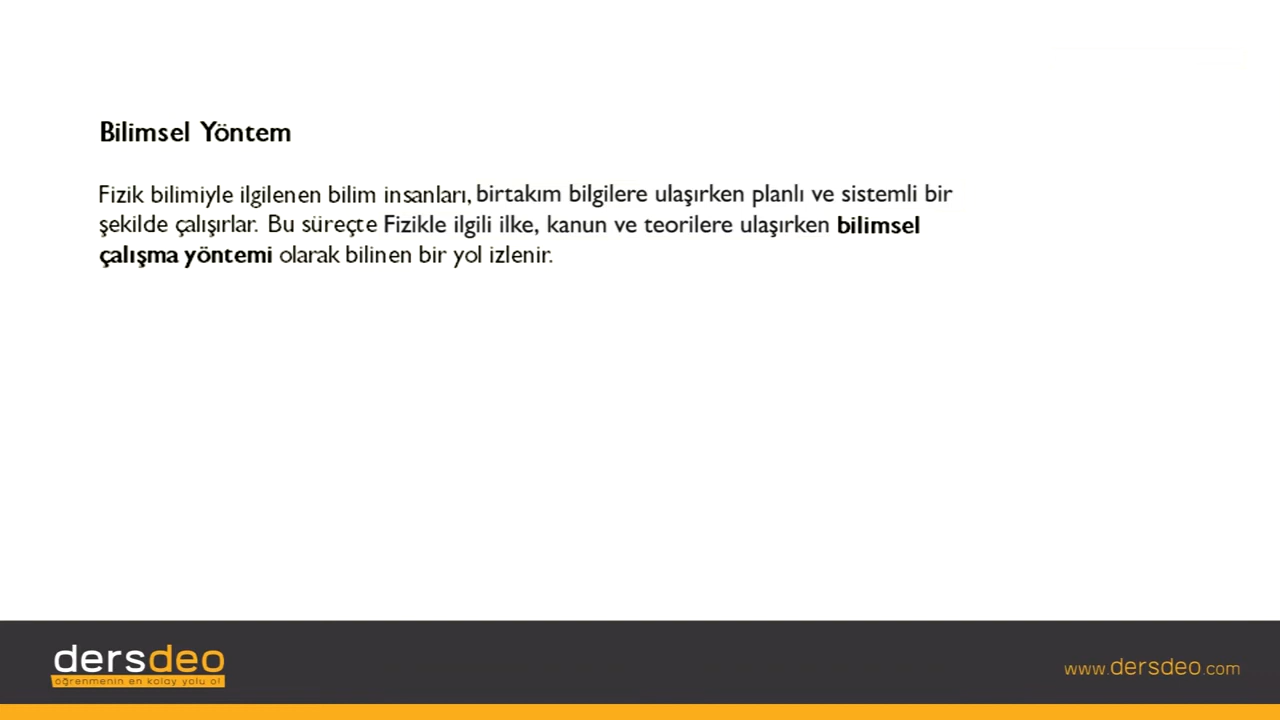 Bilimsel Yöntem
Fizik bilimiyle ilgilenen bilim insanları, birtakım bilgilere ulaşırken planlı ve sistemli bir
şekilde çalışırlar. Bu süreçte Fizikle ilgili ilke, kanun ve teorilere ulaşırken bilimsel
çalışma yöntemi olarak bilinen bir yol izlenir.
dersdeo
öğrenmenin en kolay yolu o!
www.dersdeo.com